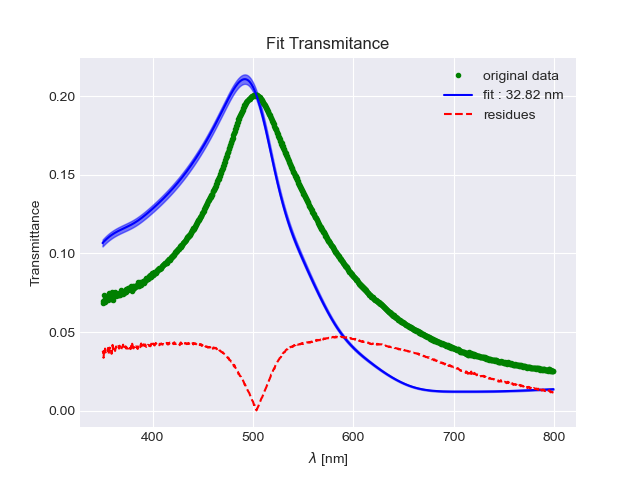 Fit Transmitance
original data
fit : 32.82 nm
residues
Transmittance
0.20
0.15
0.10
0.05
0.00
400 500 600 700 800
λ [nm]